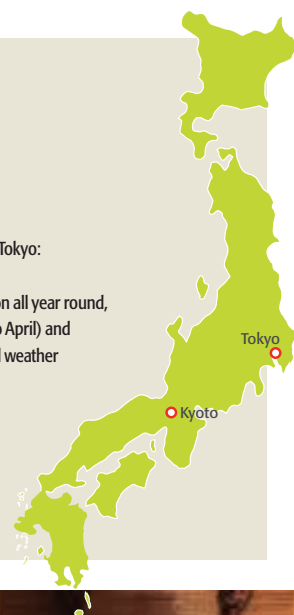 Tokyo:
on all year round,
o April) and
l weather
Tokyo
Kyoto